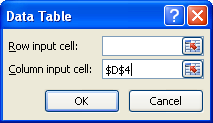 Data Table
Row input cell:
Column input cell: $D$4
OK Cancel